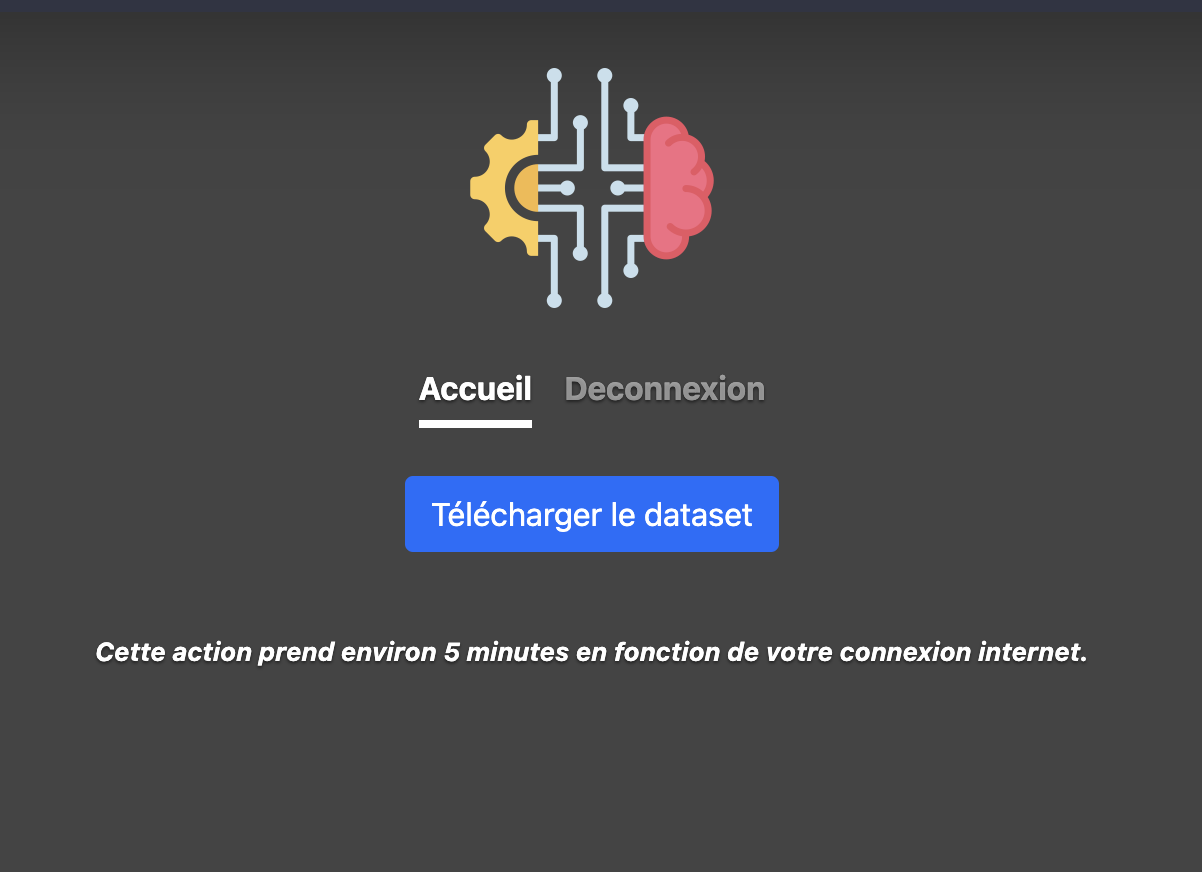 Accueil Deconnexion
Télécharger le dataset
Cette action prend environ 5 minutes en fonction de votre connexion internet.